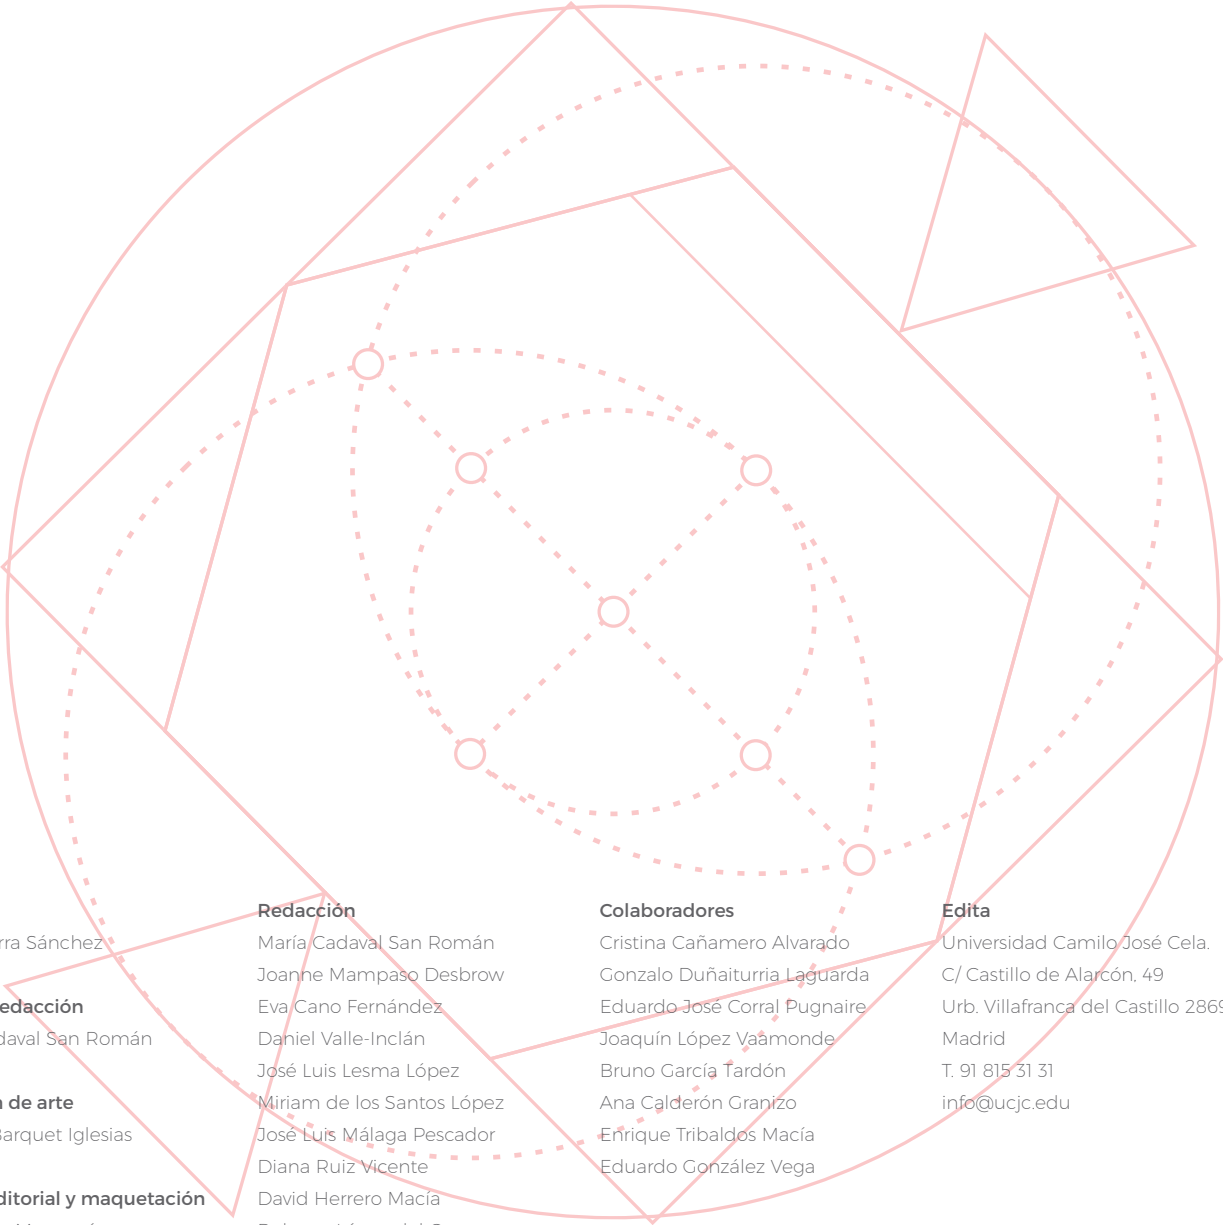 rra Sánchez
edacción
daval San Román
n de arte
Barquet Iglesias
ditorial y maquetación
Redacción
María Cadaval San Román
Joanne Mampaso Desbrow
Eva Cano Fernández
Daniel Valle-Inclán
José Luis Lesma López
Miriam de los Santos López
José Luis Málaga Pescador
Diana Ruiz Vicente
David Herrero Macía
Colaboradores
Cristina Cañamero Alvarado
Gonzalo Duñaiturria Laguarda
Eduardo José Corral Pugnaire
Joaquín López Vaamonde
Bruno García Tardón
Ana Calderón Granizo
Enrique Tribaldos Macía
Eduardo González Vega
Edita
Universidad Camilo José Cela.
C/ Castillo de Alarcón, 49
Urb. Villafranca del Castillo 2869
Madrid
T. 91 815 31 31
info@ucjc.edu